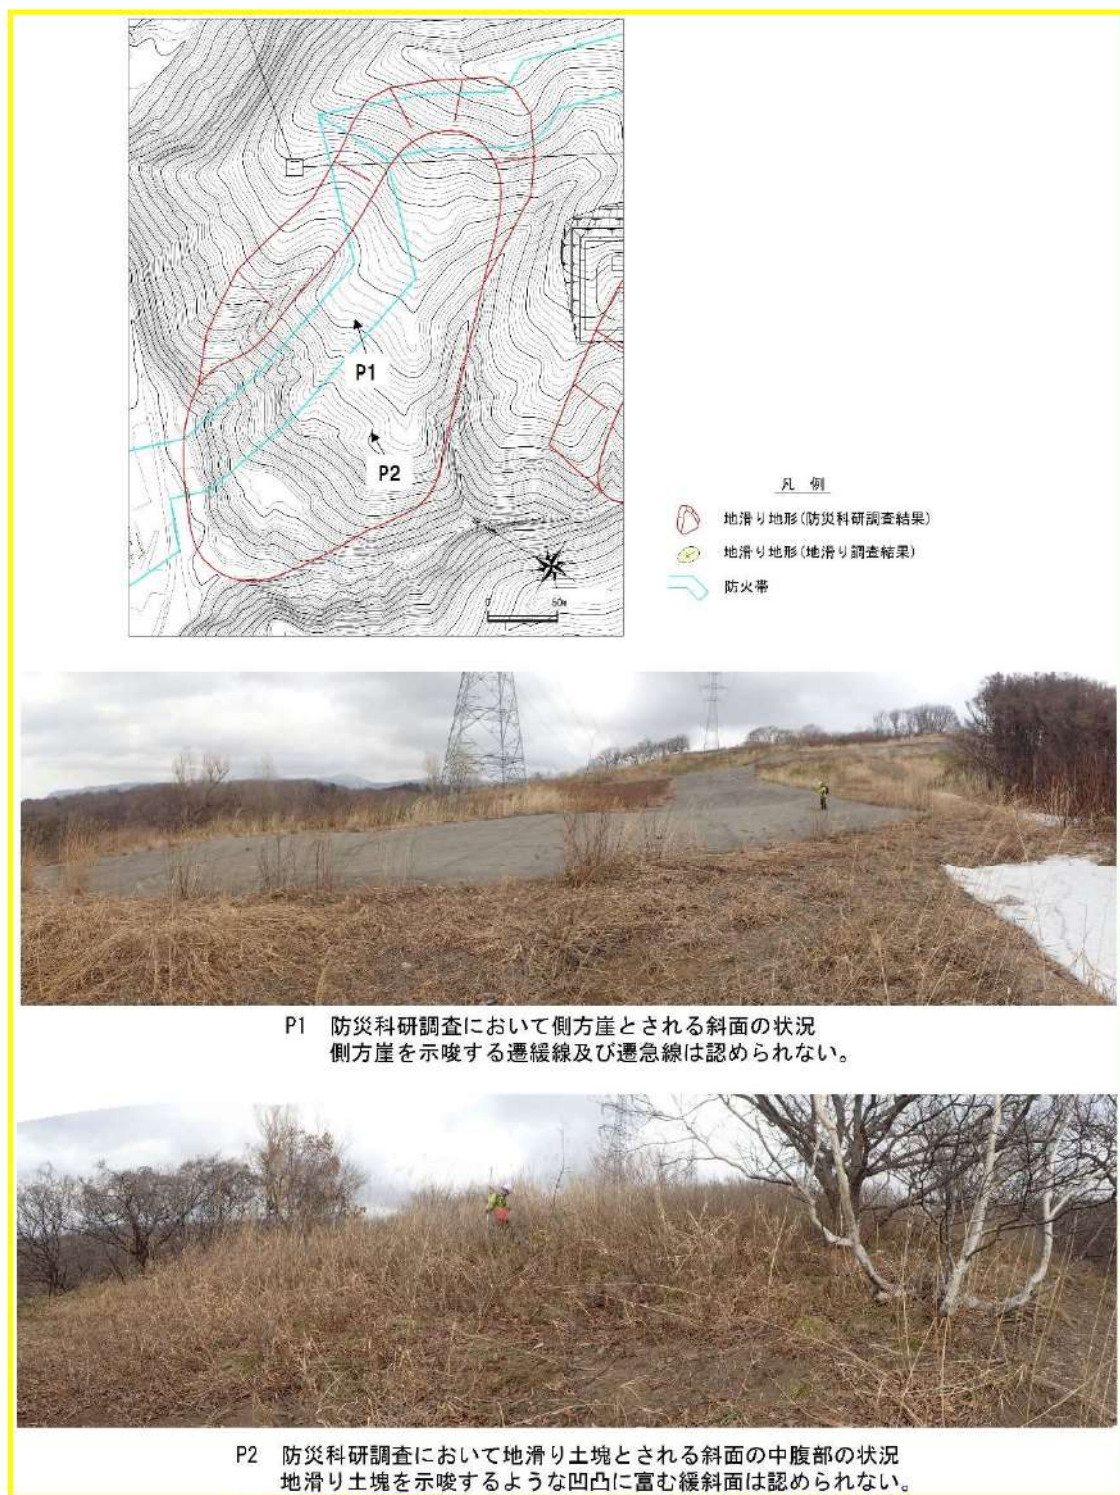 P1
P2
0 50m
凡 例
地滑り地形(防災科研調査結果)
地滑り地形(地滑り調査結果)
防火帯
P1 防災科研調査において側方崖とされる斜面の状況
側方崖を示唆する遷緩線及び遷急線は認められない。
P2 防災科研調査において地滑り土塊とされる斜面の中腹部の状況
地滑り土塊を示唆するような凹凸に富む緩斜面は認められない。